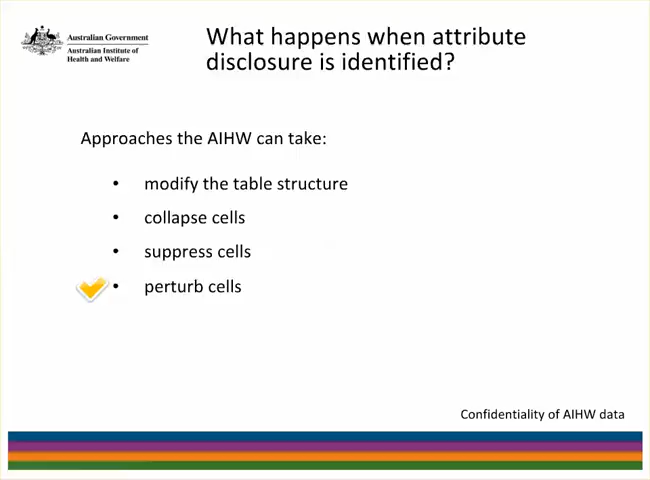 Australian Government
Australian Institute of
Health and Welfare
What happens when attribute
disclosure is identified?
Approaches the AIHW can take:
• modify the table structure
• collapse cells
• suppress cells
• perturb cells
Confidentiality of AIHW data